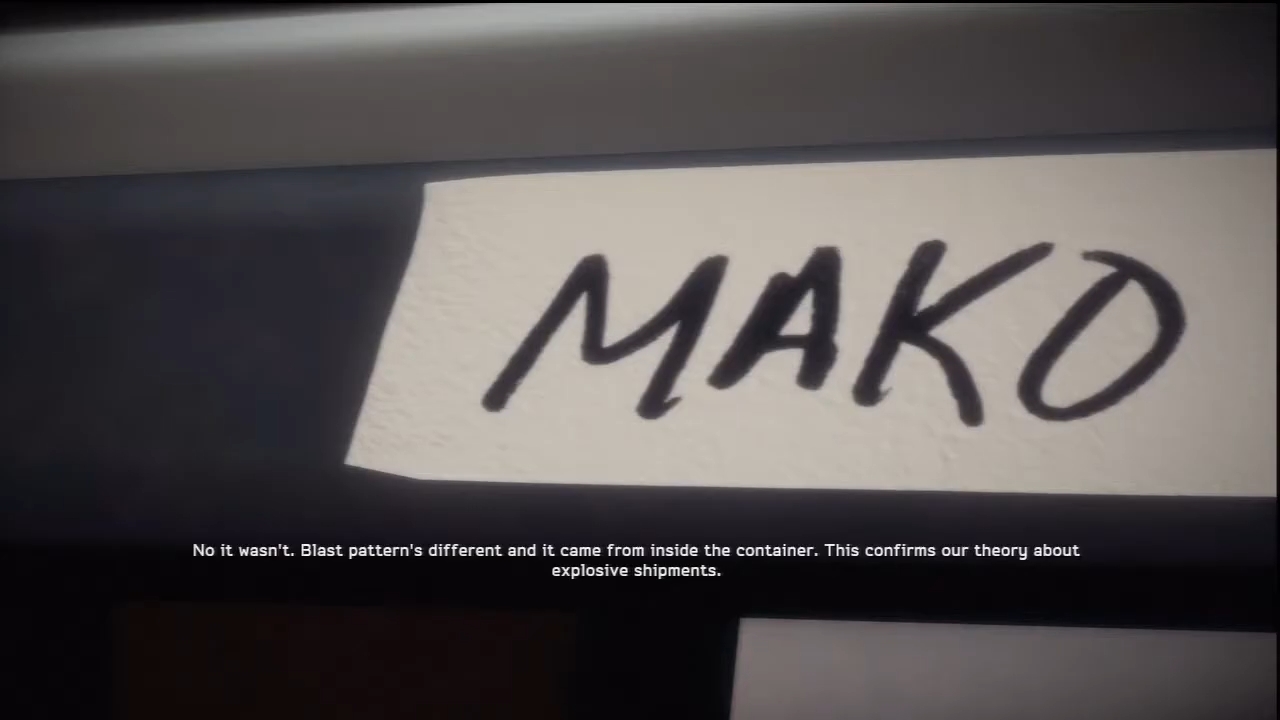 MAKO
No it wasn't. Blast pattern's different and it came from inside the container. This confirms our theory about
explosive shipments.